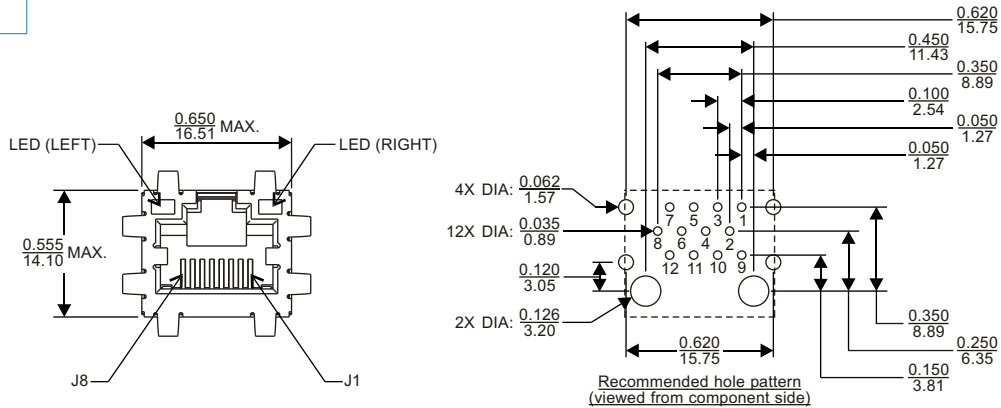 0.650
16.51 MAX.
LED (LEFT)
LED (RIGHT)
0.555
14.10 MAX.
J8
J1
0.620
15.75
0.450
11.43
0.350
8.89
0.100
2.54
0.050
1.27
0.050
1.27
4X DIA: 0.062
1.57
7 5 3 1
12X DIA: 0.035
0.89
8 6 4 2
12 11 10 9
0.120
3.05
2X DIA: 0.126
3.20
0.350
8.89
0.250
6.35
0.150
3.81
0.620
15.75
Recommended hole pattern
(viewed from component side)